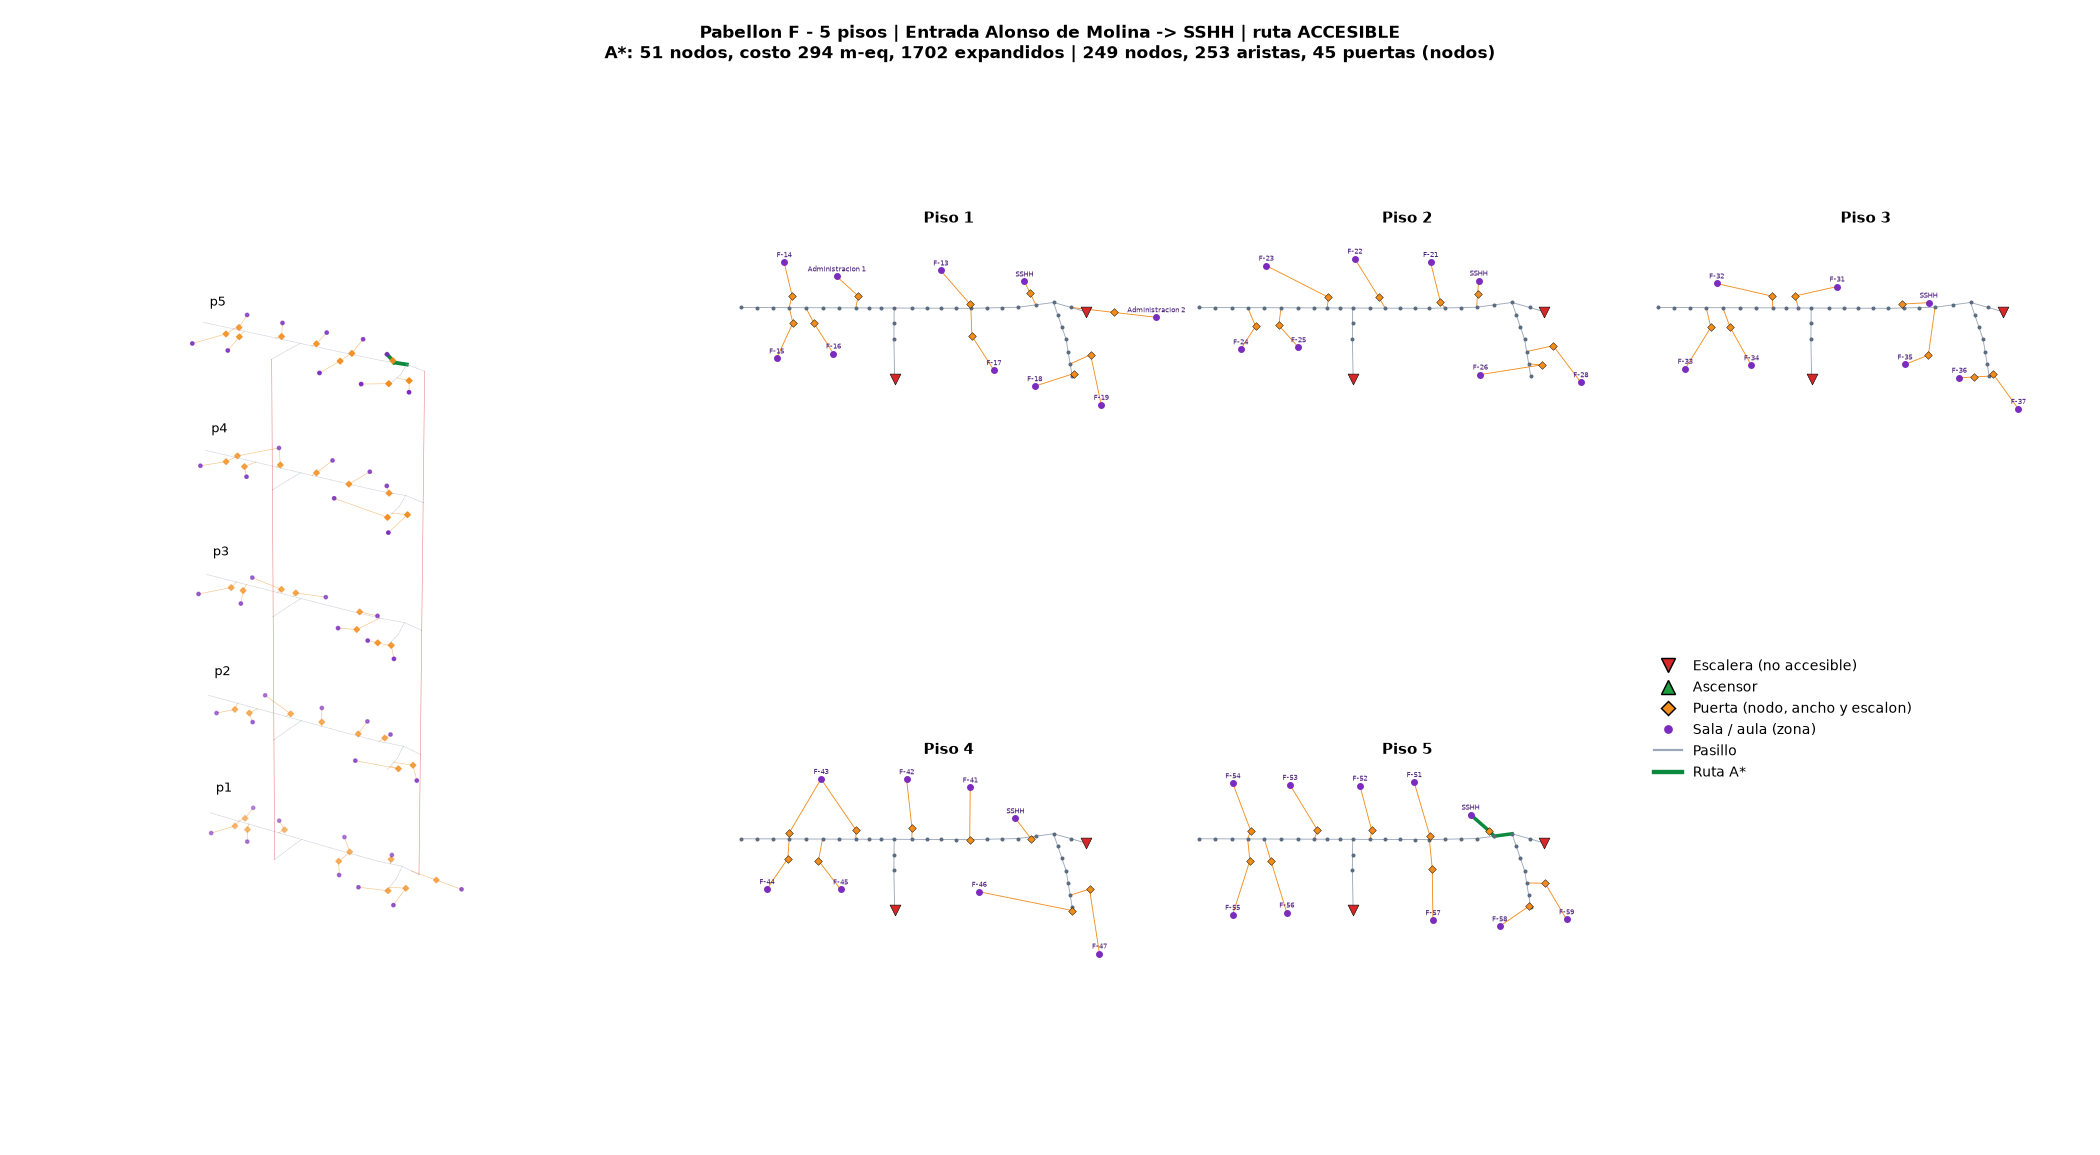 Pabellon F - 5 pisos | Entrada Alonso de Molina -> SSHH | ruta ACCESIBLE
A*: 51 nodos, costo 294 m-eq, 1702 expandidos | 249 nodos, 253 aristas, 45 puertas (nodos)
p5
p4
p3
p2
p1
Piso 1
F-14
Administracion 1
F-13
SSHH
Administracion 2
F-15
F-16
F-17
F-18
F-19
Piso 2
F-23
F-22
F-21
SSHH
F-24
F-25
F-26
F-28
Piso 3
F-32
F-31
SSHH
F-33
F-34
F-35
F-36
F-37
Piso 4
F-43
F-42
F-41
SSHH
F-44
F-45
F-46
F-47
Piso 5
F-54
F-53
F-52
F-51
SSHH
F-55
F-56
F-57
F-58
F-59
Escalera (no accesible)
Ascensor
Puerta (nodo, ancho y escalon)
Sala / aula (zona)
Pasillo
Ruta A*